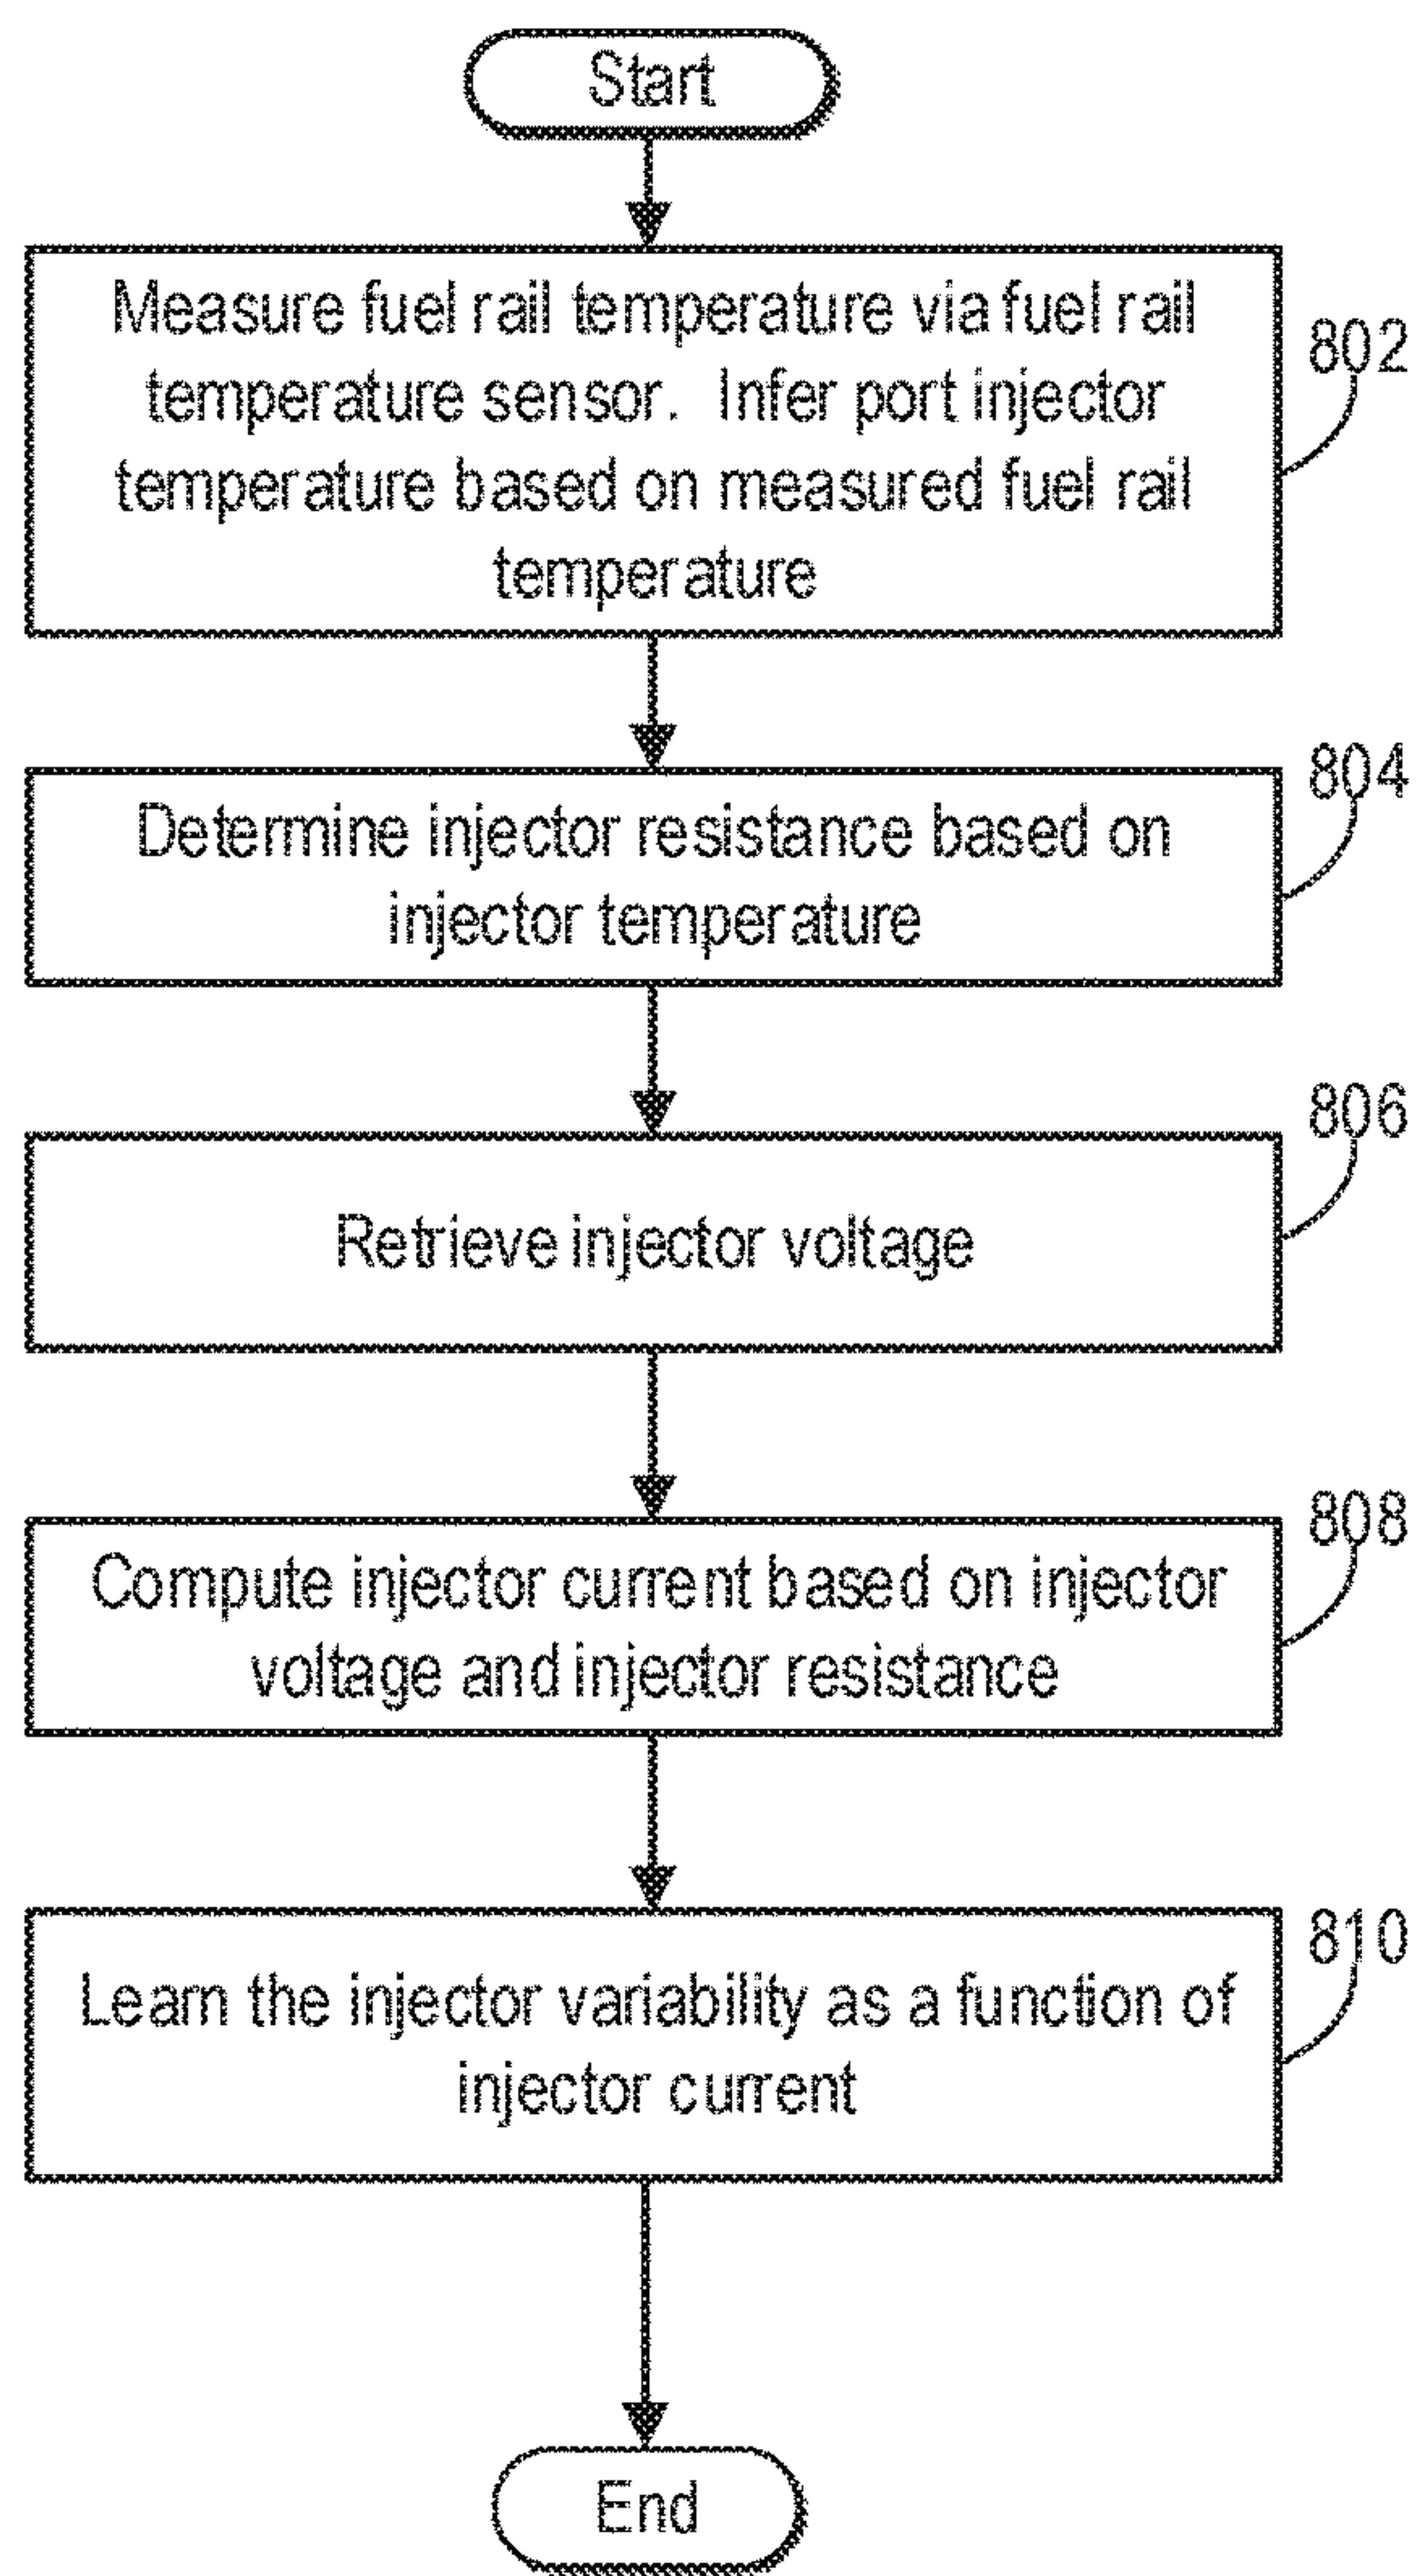 Start
Measure fuel rail temperature via fuel rail
temperature sensor. Infer port injector
temperature based on measured fuel rail
temperature
802
Determine injector resistance based on
injector temperature
804
Retrieve injector voltage
806
Compute injector current based on injector
voltage and injector resistance
808
Learn the injector variability as a function of
injector current
810
End